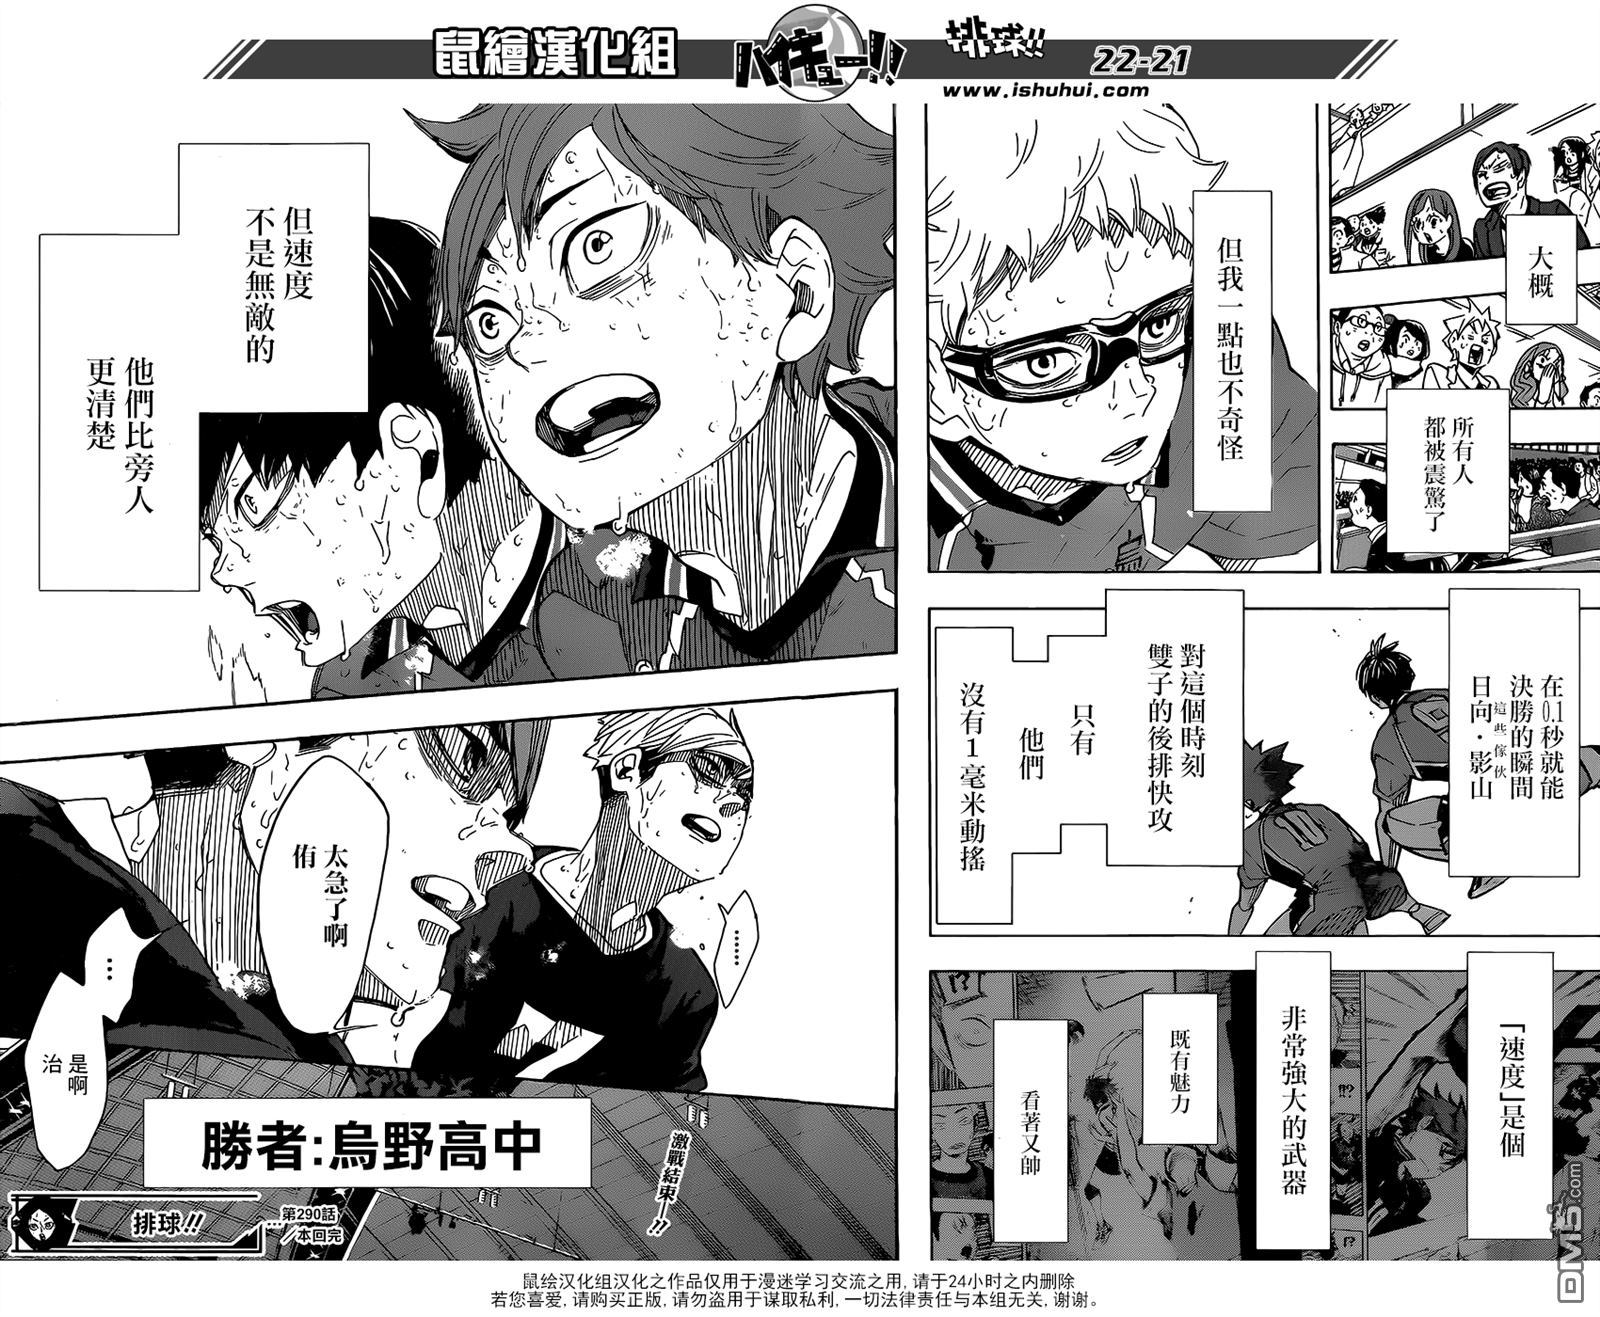 鼠繪漢化組
ハイキュー!!
排球!!
22-21
www.ishuhui.com
大概
所有人
都被震驚了
但我一點也不奇怪
在0.1秒就能
決勝的瞬間
這些傢伙
日向·影山
對這個時刻
雙子的後排快攻
只有
他們
沒有1毫米動搖
「速度」是個
非常強大的武器
既有魅力
看著又帥
!?
!?
!?
但速度
不是無敵的
他們比旁人
更清楚
……
太急了啊
侑
…
是啊
治
激戰結束—!!
勝者:烏野高中
排球!!
…第290話
／本回完
鼠绘汉化组汉化之作品仅用于漫迷学习交流之用,请于24小时之内删除
若您喜爱,请购买正版,请勿盗用于谋取私利,一切法律责任与本组无关,谢谢。
DM5.com